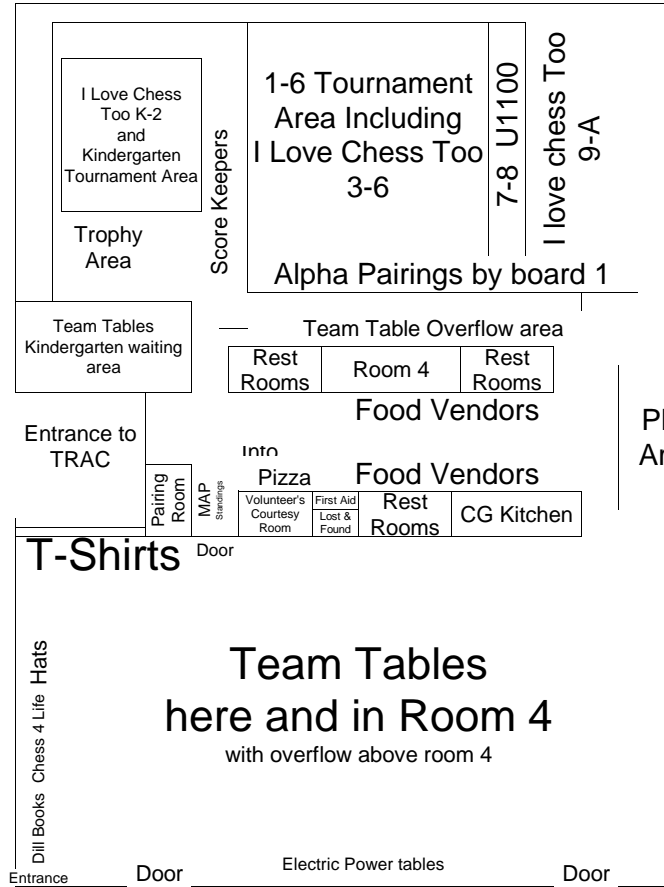 I Love Chess
Too K-2
and
Kindergarten
Tournament Area
Trophy
Area
Score Keepers
1-6 Tournament
Area Including
I Love Chess Too
3-6
7-8 U1100
I love chess Too
9-A
Alpha Pairings by board 1
Team Tables
Kindergarten waiting
area
Team Table Overflow area
Rest
Rooms
Room 4
Rest
Rooms
Food Vendors
Entrance to
TRAC
Into
Pizza
Food Vendors
Pairing
Room
MAP
Standings
Volunteer's
Courtesy
Room
First Aid
Lost &
Found
Rest
Rooms
CG Kitchen
T-Shirts
Door
Team Tables
here and in Room 4
with overflow above room 4
Dill Books Chess 4 Life Hats
Entrance
Door
Electric Power tables
Door